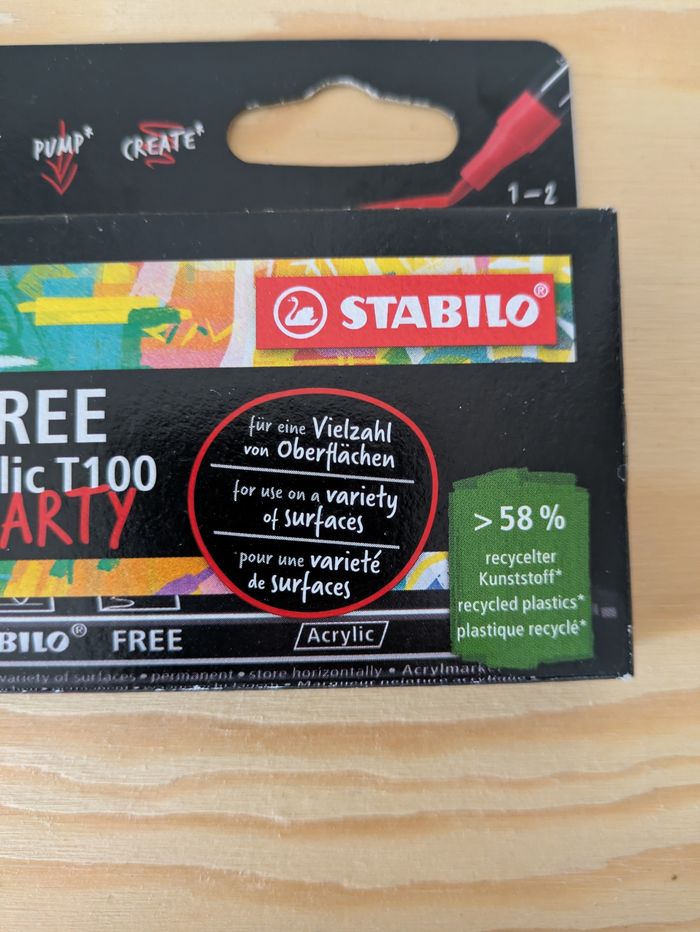 PUMP* CREATE*
1–2
STABILO®
REE
lic T100
ARTY
für eine Vielzahl
von Oberflächen
for use on a variety
of surfaces
pour une varieté
de surfaces
> 58 %
recycelter
Kunststoff*
recycled plastics*
plastique recyclé*
BILO® FREE Acrylic
variety of surfaces • permanent • store horizontally • Acrylmarke